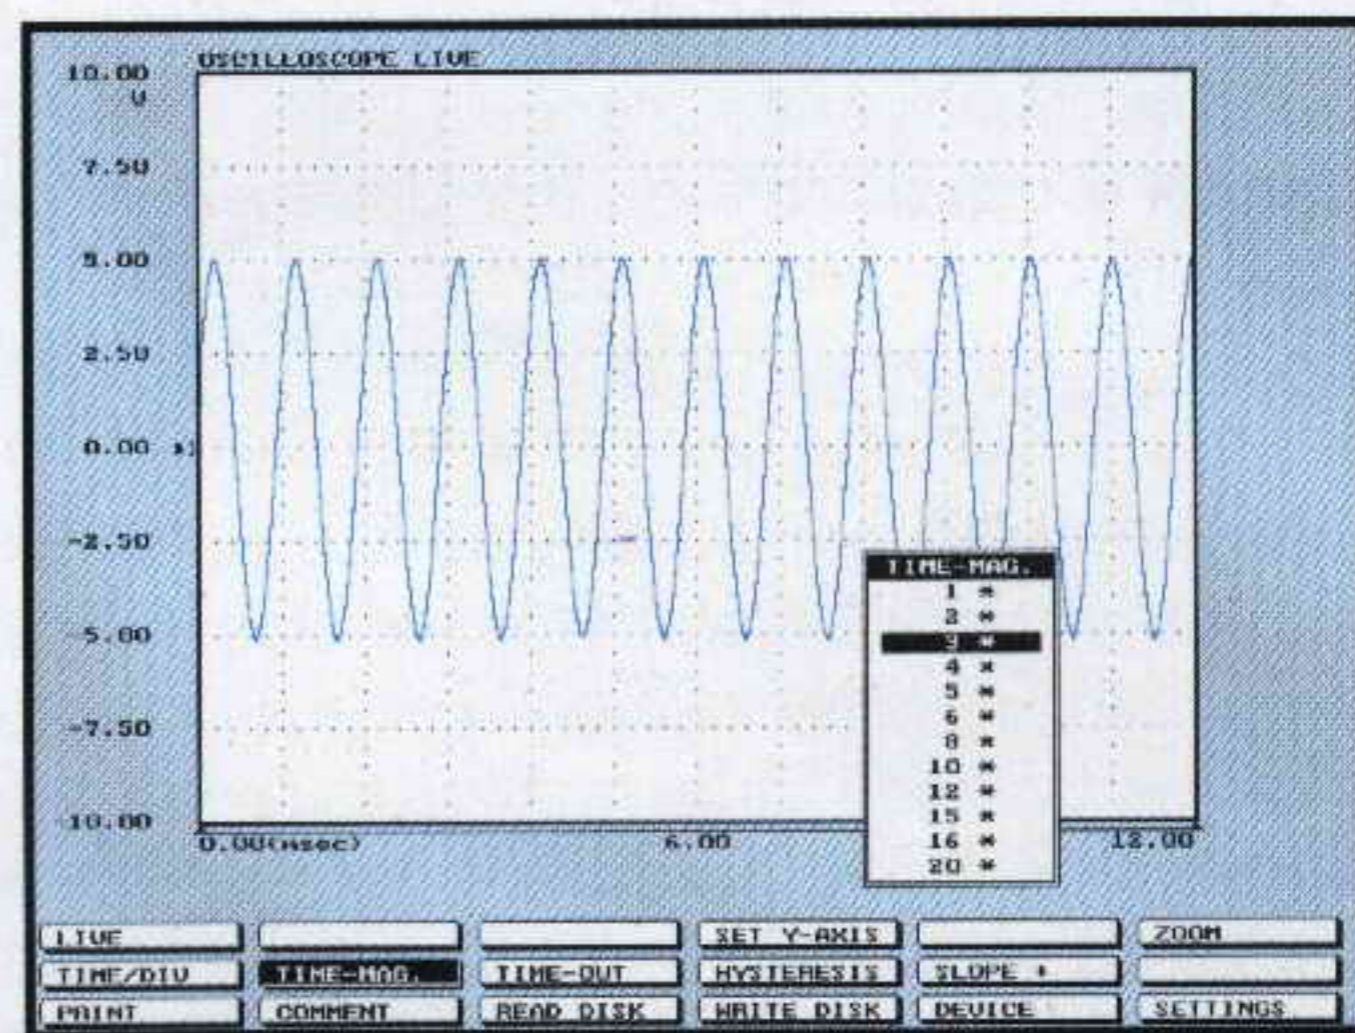 OSCILLOSCOPE LIVE
10.00
V
7.50
5.00
2.50
0.00
-2.50
-5.00
-7.50
-10.00
0.00(msec)
6.00
12.00
TIME-MAG.
1 *
2 *
3 *
4 *
5 *
6 *
8 *
10 *
12 *
15 *
16 *
20 *
LIVE
SET Y-AXIS
ZOOM
TIME/DIV
TIME-MAG.
TIME-OUT
HYSTERESIS
SLOPE +
PRINT
COMMENT
READ DISK
WRITE DISK
DEVICE
SETTINGS